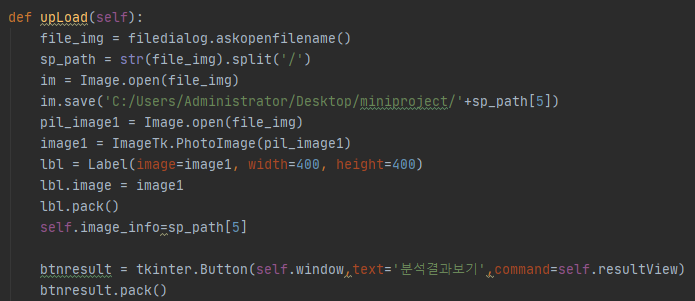 def upLoad(self):
    file_img = filedialog.askopenfilename()
    sp_path = str(file_img).split('/')
    im = Image.open(file_img)
    im.save('C:/Users/Administrator/Desktop/miniproject/'+sp_path[5])
    pil_image1 = Image.open(file_img)
    image1 = ImageTk.PhotoImage(pil_image1)
    lbl = Label(image=image1, width=400, height=400)
    lbl.image = image1
    lbl.pack()
    self.image_info=sp_path[5]

    btnresult = tkinter.Button(self.window,text='분석결과보기',command=self.resultView)
    btnresult.pack()